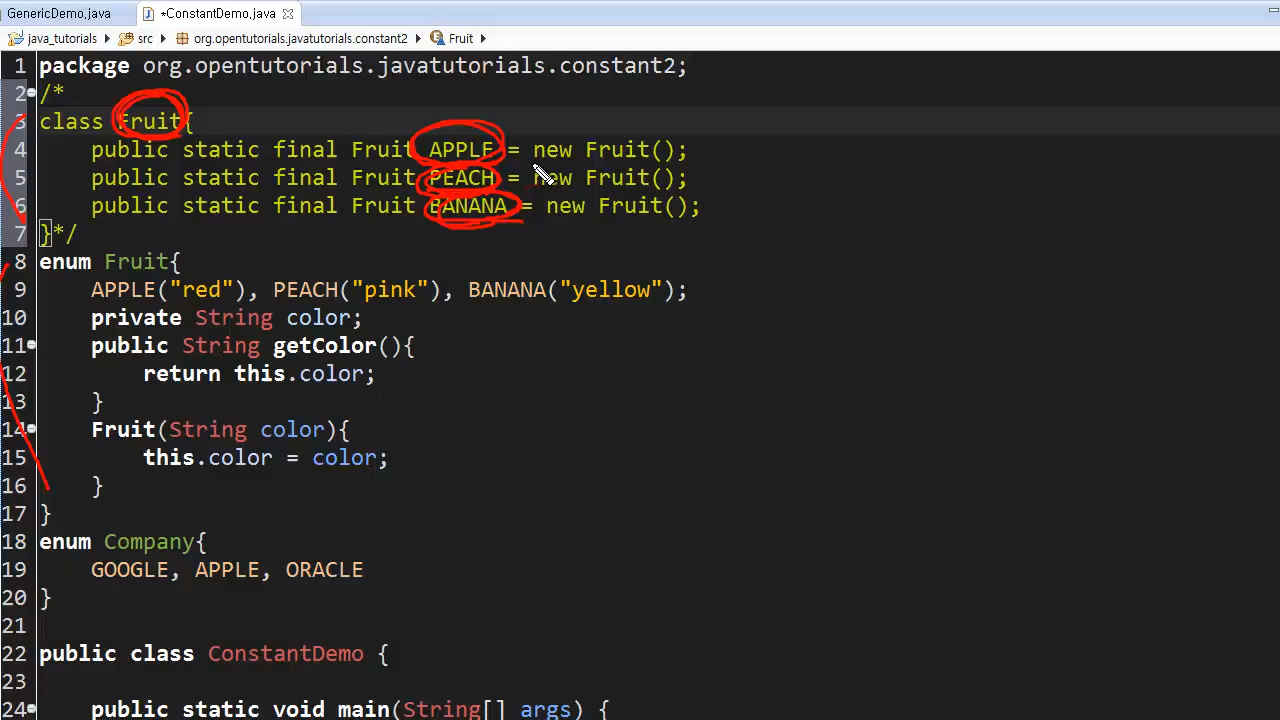 GenericDemo.java *ConstantDemo.java
java_tutorials src org.opentutorials.javatutorials.constant2 Fruit
1 package org.opentutorials.javatutorials.constant2;
2 /*
3 class Fruit{
4 public static final Fruit APPLE = new Fruit();
5 public static final Fruit PEACH = new Fruit();
6 public static final Fruit BANANA = new Fruit();
7 }*/
8 enum Fruit{
9 APPLE("red"), PEACH("pink"), BANANA("yellow");
10 private String color;
11 public String getColor(){
12 return this.color;
13 }
14 Fruit(String color){
15 this.color = color;
16 }
17 }
18 enum Company{
19 GOOGLE, APPLE, ORACLE
20 }
21
22 public class ConstantDemo {
23
24 public static void main(String[] args) {